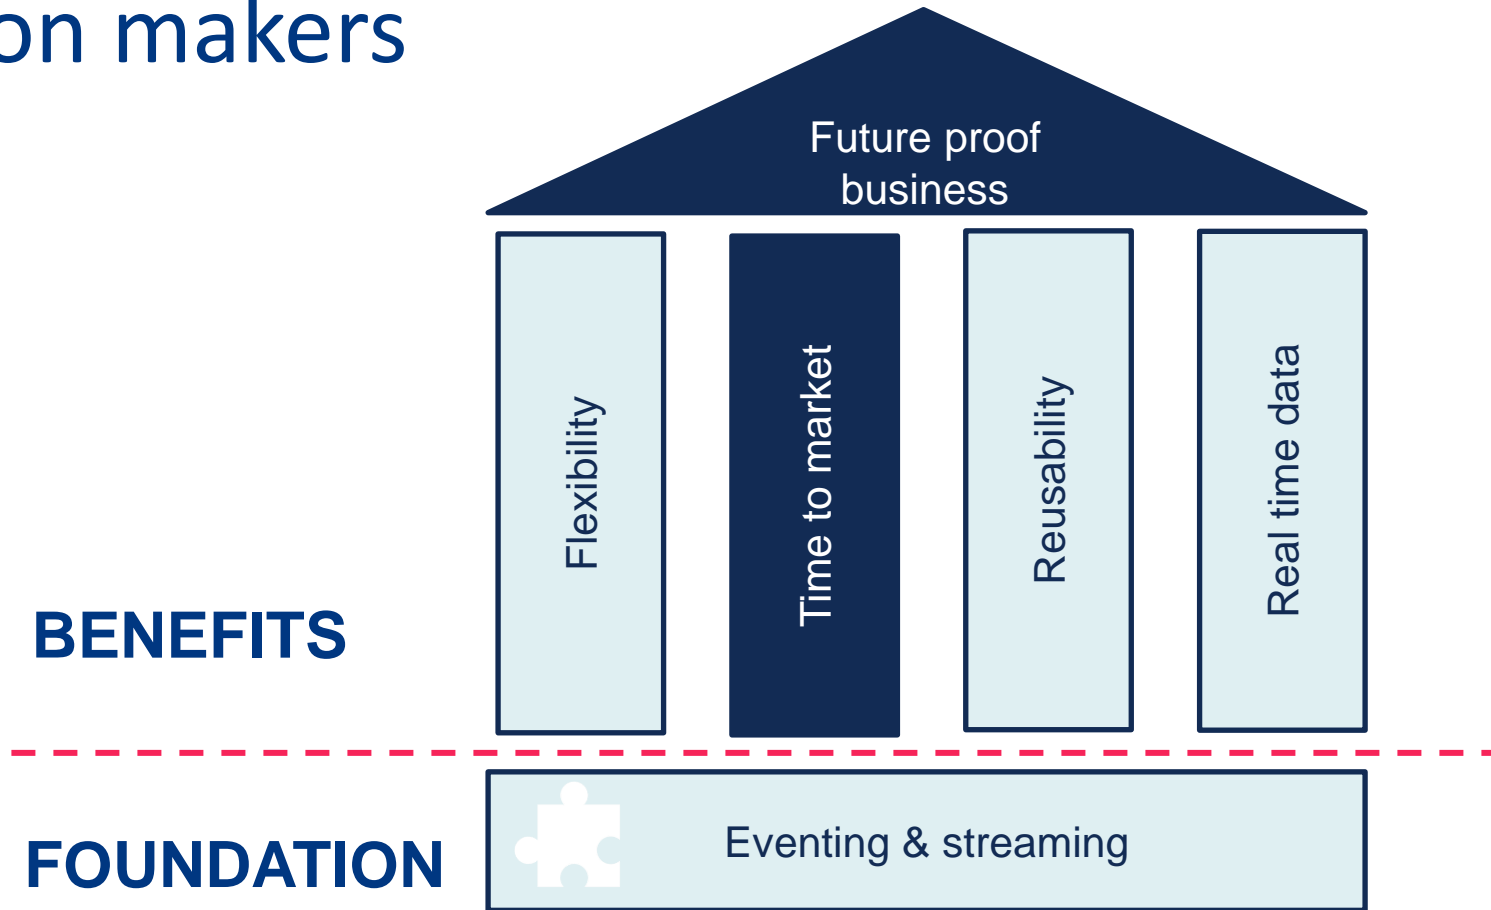 on makers
Future proof
business
Flexibility
Time to market
Reusability
Real time data
BENEFITS
Eventing & streaming
FOUNDATION